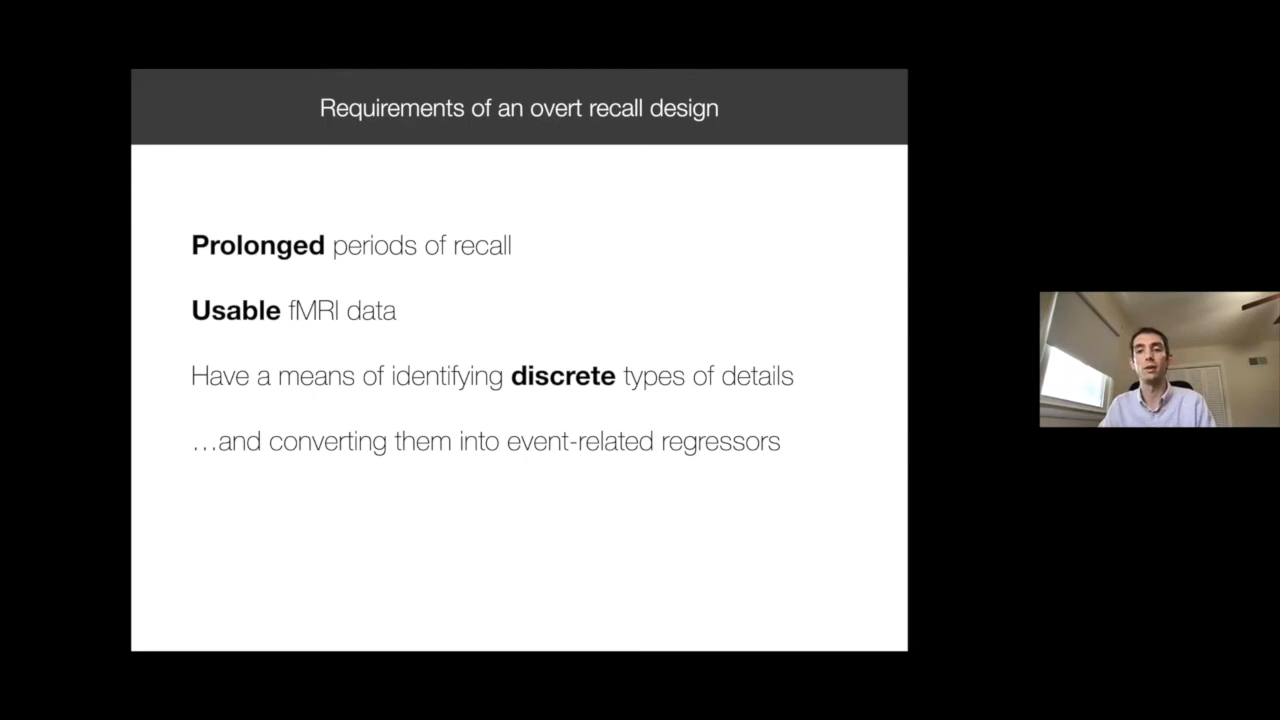 Requirements of an overt recall design
Prolonged periods of recall
Usable fMRI data
Have a means of identifying discrete types of details
…and converting them into event-related regressors